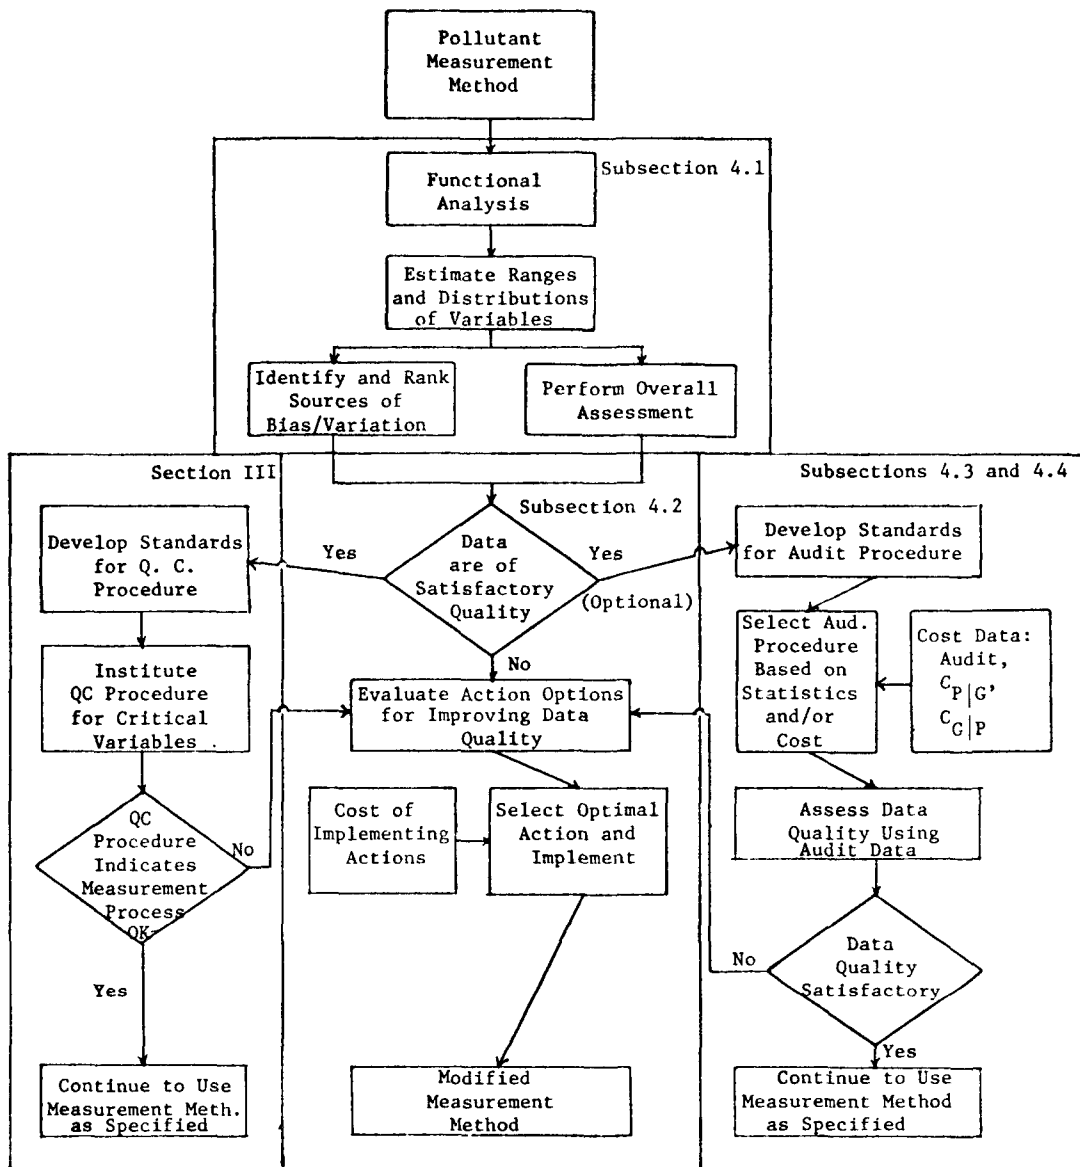 Pollutant
Measurement
Method
Subsection 4.1
Functional
Analysis
Estimate Ranges
and Distributions
of Variables
Identify and Rank
Sources of
Bias/Variation
Perform Overall
Assessment
Section III
Develop Standards
for Q. C.
Procedure
Yes
Institute
QC Procedure
for Critical
Variables
QC
Procedure
Indicates
Measurement
Process
OK
No
Yes
Continue to Use
Measurement Meth.
as Specified
Subsection 4.2
Data
are of
Satisfactory
Quality
Yes
(Optional)
No
Evaluate Action Options
for Improving Data
Quality
Cost of
Implementing
Actions
Select Optimal
Action and
Implement
Modified
Measurement
Method
Subsections 4.3 and 4.4
Develop Standards
for Audit Procedure
Select Aud.
Procedure
Based on
Statistics
and/or
Cost
Cost Data:
Audit,
C P|G,
C G|P
Assess Data
Quality Using
Audit Data
Data
Quality
Satisfactory
No
Yes
Continue to Use
Measurement Method
as Specified